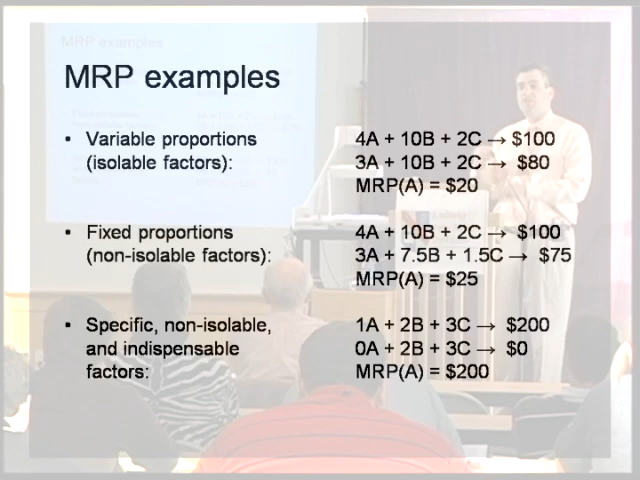 MRP examples
MRP examples
• Variable proportions
(isolable factors):
4A + 10B + 2C → $100
3A + 10B + 2C → $80
MRP(A) = $20
• Fixed proportions
(non-isolable factors):
4A + 10B + 2C → $100
3A + 7.5B + 1.5C → $75
MRP(A) = $25
• Specific, non-isolable,
and indispensable
factors:
1A + 2B + 3C → $200
0A + 2B + 3C → $0
MRP(A) = $200